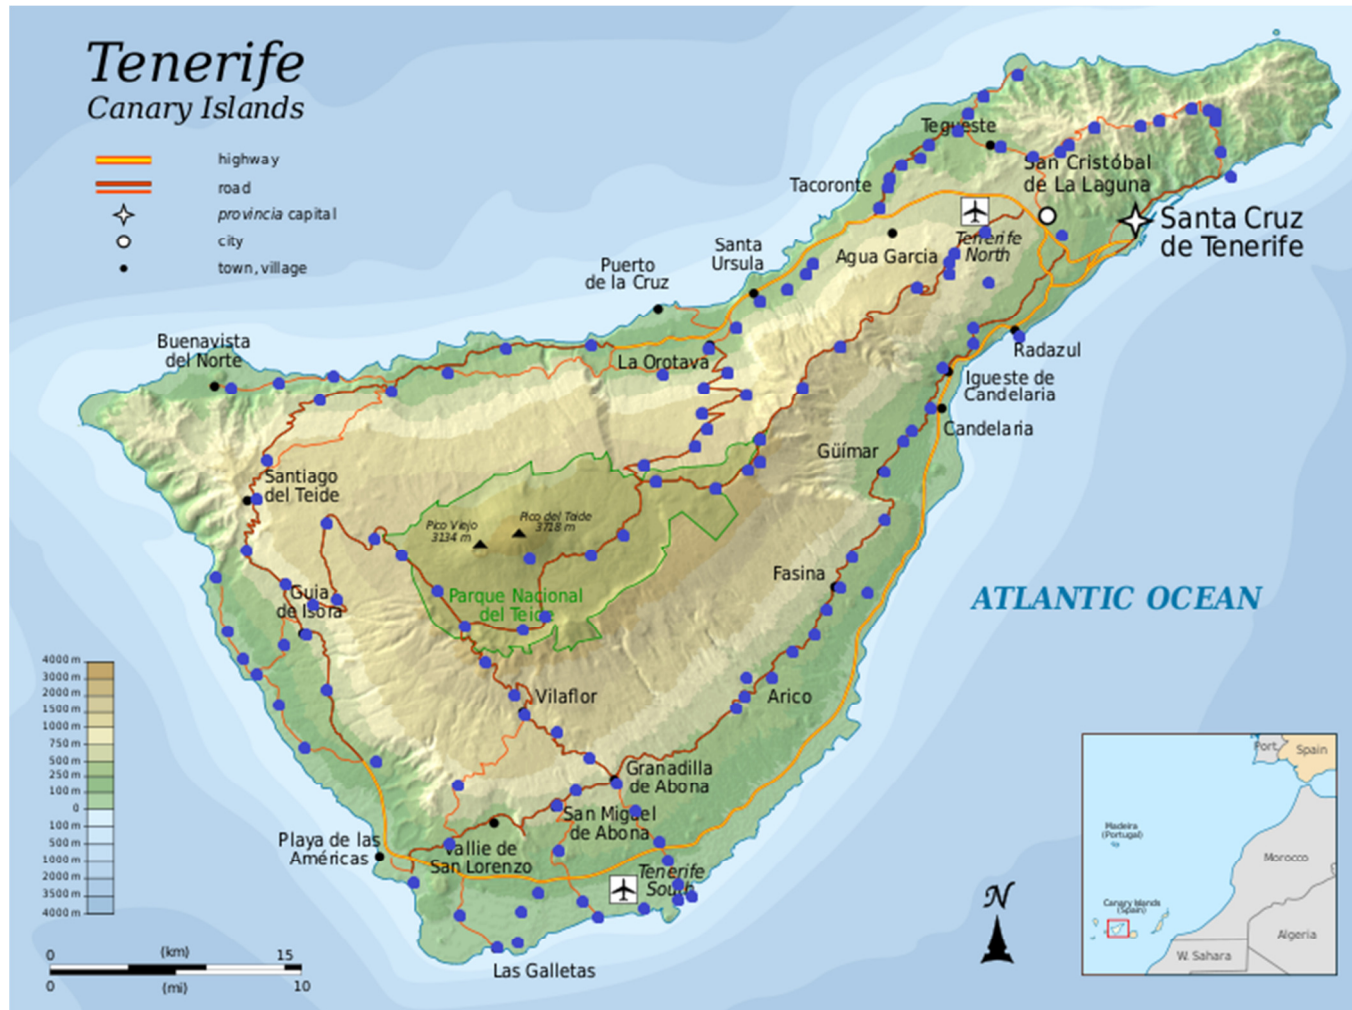 Tenerife
Canary Islands
highway
road
provincia capital
city
town, village
Tegueste
San Cristóbal
de La Laguna
Tacoronte
Santa Cruz
de Tenerife
Terrerife
North
Agua Garcia
Santa
Ursula
Puerto
de la Cruz
Buenavista
del Norte
La Orotava
Radazul
Igueste de
Candelaria
Candelaria
Güímar
Santiago
del Teide
Pico Viejo
3134 m
Pico del Teide
3718 m
Fasina
ATLANTIC OCEAN
Parque Nacional
del Teide
Guia
de Isora
Vilaflor
Arico
4000 m
3000 m
2000 m
1500 m
1000 m
750 m
500 m
250 m
100 m
0
100 m
500 m
1000 m
2000 m
3500 m
4000 m
Granadilla
de Abona
San Miguel
de Abona
Playa de las
Américas
Vallie de
San Lorenzo
Tenerife
South
Las Galletas
0 (km) 15
0 (mi) 10
N
Port.
Spain
Madeira
(Portugal)
Morocco
Canary Islands
(Spain)
Algeria
W. Sahara